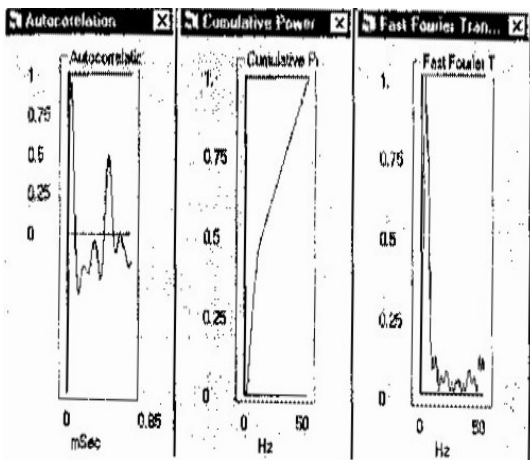 Autocorelation
Autocorrelatic
1
0.75
0.5
0.25
0
0
0.85
mSec
Cumulative Power
Cumulative Pı
1.
0.75
0.5
0.25
0
0
50
Hz
Fast Fourier Tran...
Fast Fourier T
1.
0.75
0.5
0.25
0
0
50
Hz